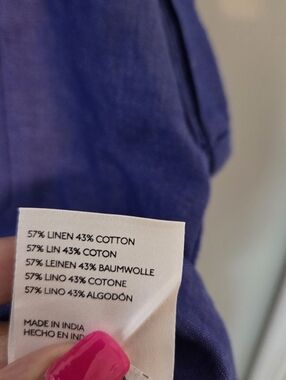 57% LINEN 43% COTTON
57% LIN 43% COTON
57% LEINEN 43% BAUMWOLLE
57% LINO 43% COTONE
57% LINO 43% ALGODÓN
MADE IN INDIA
HECHO EN